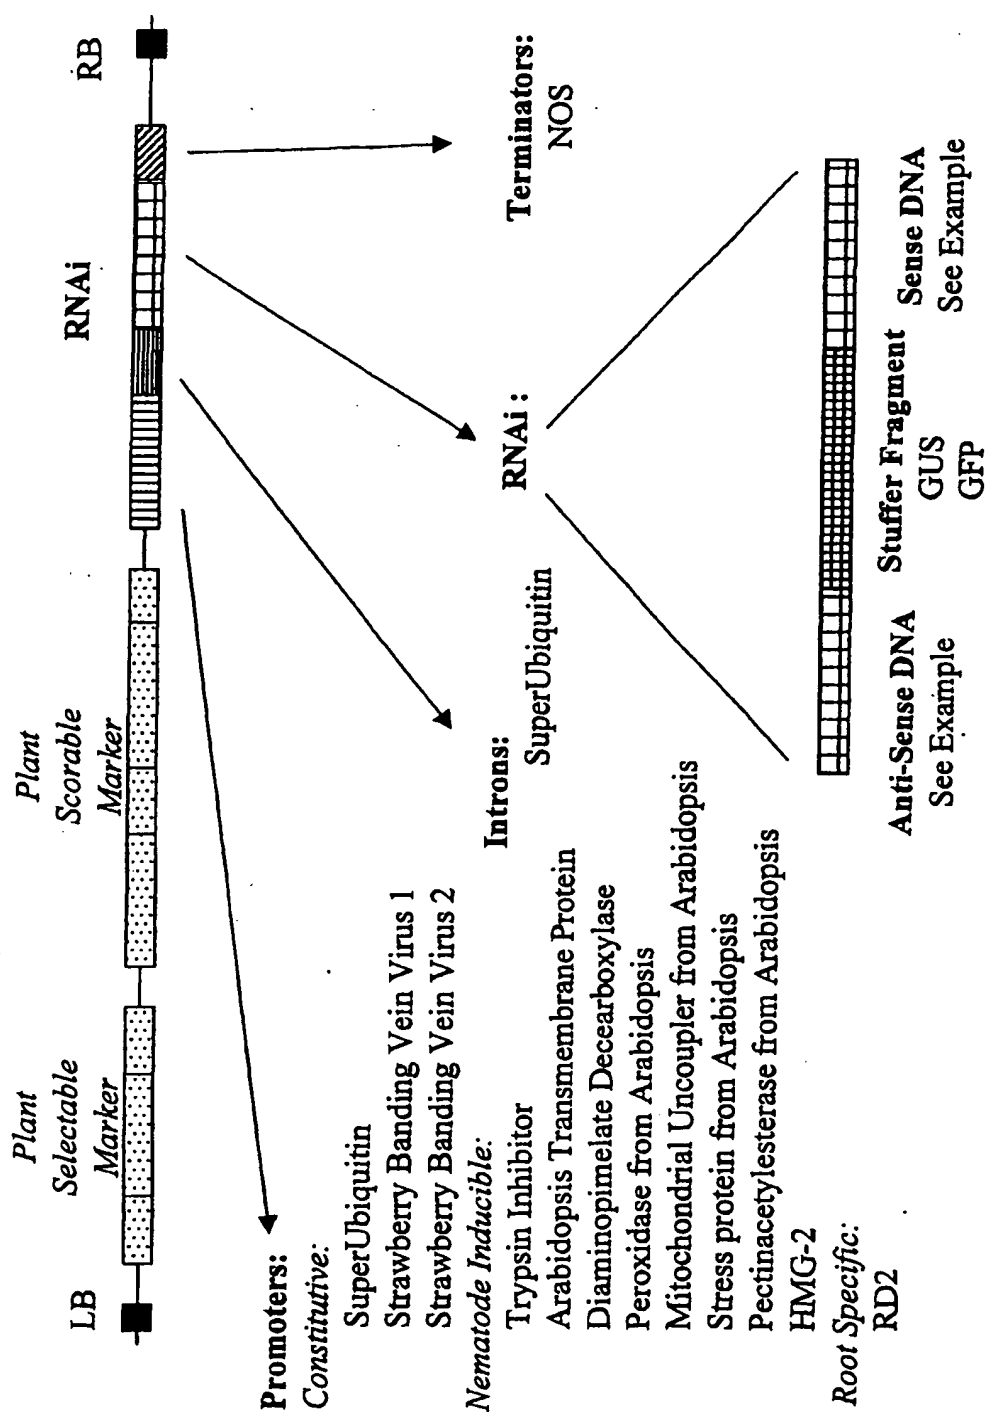 LB
Plant
Selectable
Marker
Plant
Scorable
Marker
RNAi
RB
Promoters:
Constitutive:
SuperUbiquitin
Strawberry Banding Vein Virus 1
Strawberry Banding Vein Virus 2
Nematode Inducible:
Trypsin Inhibitor
Arabidopsis Transmembrane Protein
Diaminopimelate Decearboxylase
Peroxidase from Arabidopsis
Mitochondrial Uncoupler from Arabidopsis
Stress protein from Arabidopsis
Pectinacetylesterase from Arabidopsis
HMG-2
Root Specific:
RD2
Introns:
SuperUbiquitin
RNAi :
Terminators:
NOS
Anti-Sense DNA
See Example
Stuffer Fragment
GUS
GFP
Sense DNA
See Example